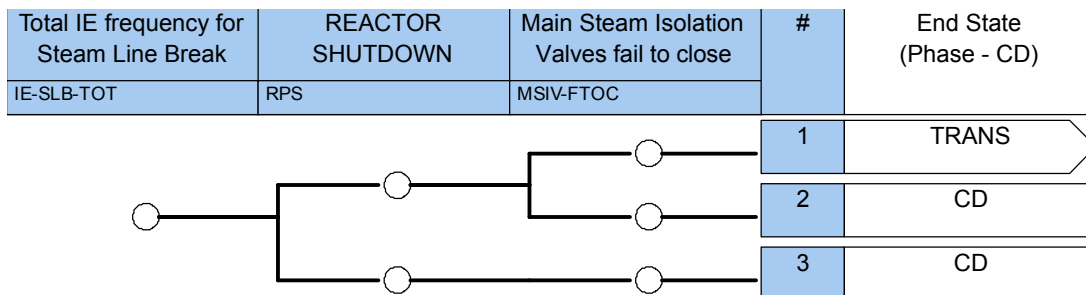 Total IE frequency for
Steam Line Break
REACTOR
SHUTDOWN
Main Steam Isolation
Valves fail to close
#
End State
(Phase - CD)
IE-SLB-TOT
RPS
MSIV-FTOC
1
TRANS
2
CD
3
CD